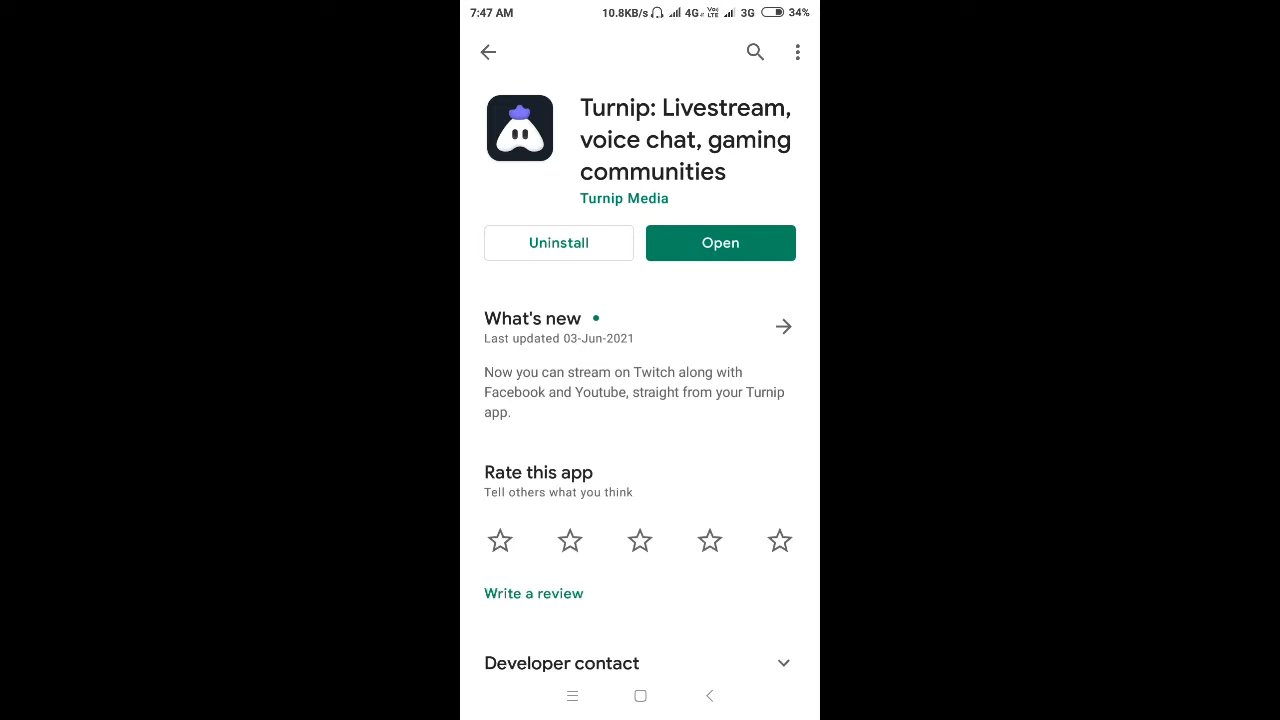 7:47 AM 10.8KB/s 4G Vo LTE 3G 34%
Turnip: Livestream,
voice chat, gaming
communities
Turnip Media
Uninstall Open
What's new
Last updated 03-Jun-2021
Now you can stream on Twitch along with
Facebook and Youtube, straight from your Turnip
app.
Rate this app
Tell others what you think
Write a review
Developer contact